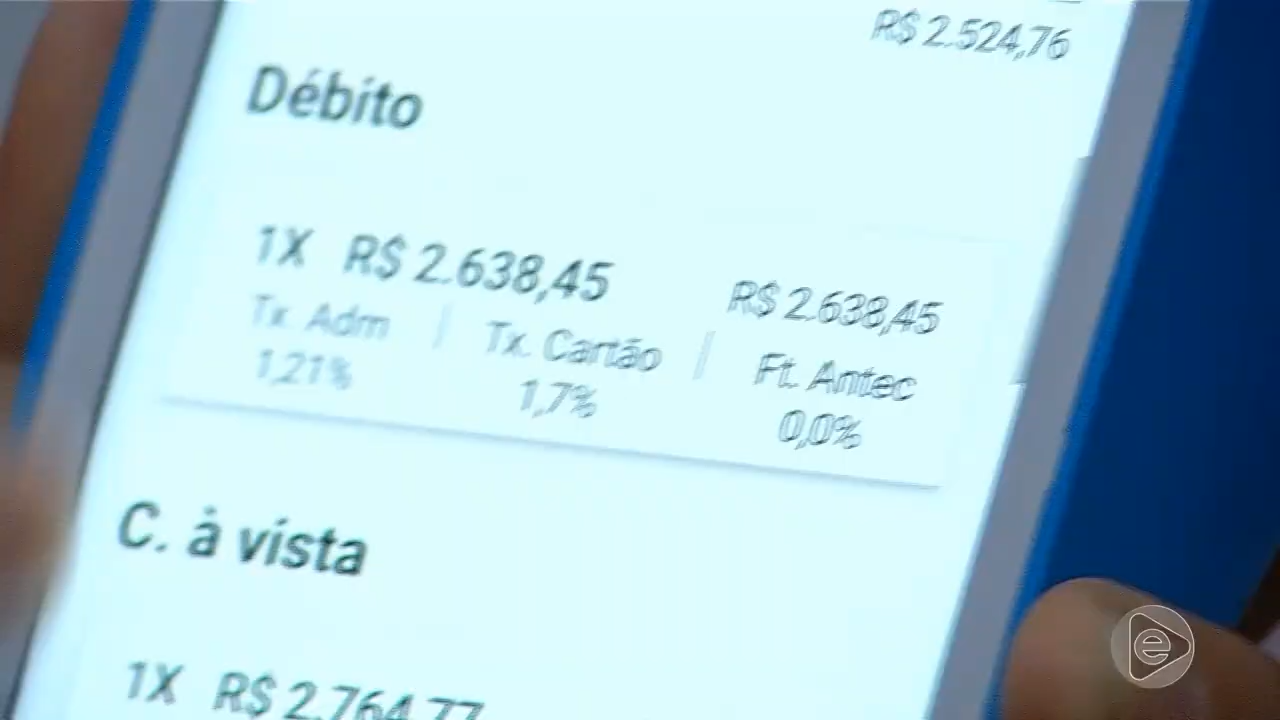 R$ 2.524,76
Débito
1X R$ 2.638,45 R$ 2.638,45
Tx. Adm | Tx. Cartão | Ft. Antec
1,21% 1,7% 0,0%
C. à vista
1X R$ 2.764,77
e